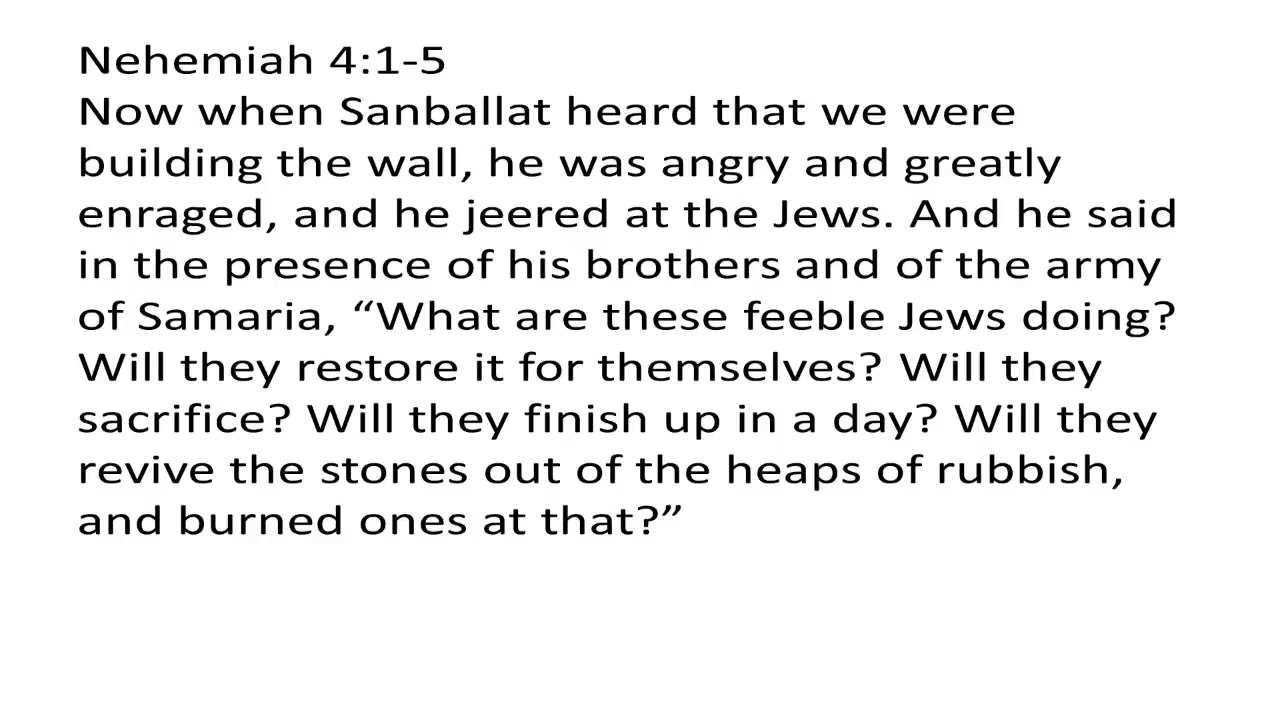 Nehemiah 4:1-5
Now when Sanballat heard that we were
building the wall, he was angry and greatly
enraged, and he jeered at the Jews. And he said
in the presence of his brothers and of the army
of Samaria, “What are these feeble Jews doing?
Will they restore it for themselves? Will they
sacrifice? Will they finish up in a day? Will they
revive the stones out of the heaps of rubbish,
and burned ones at that?”